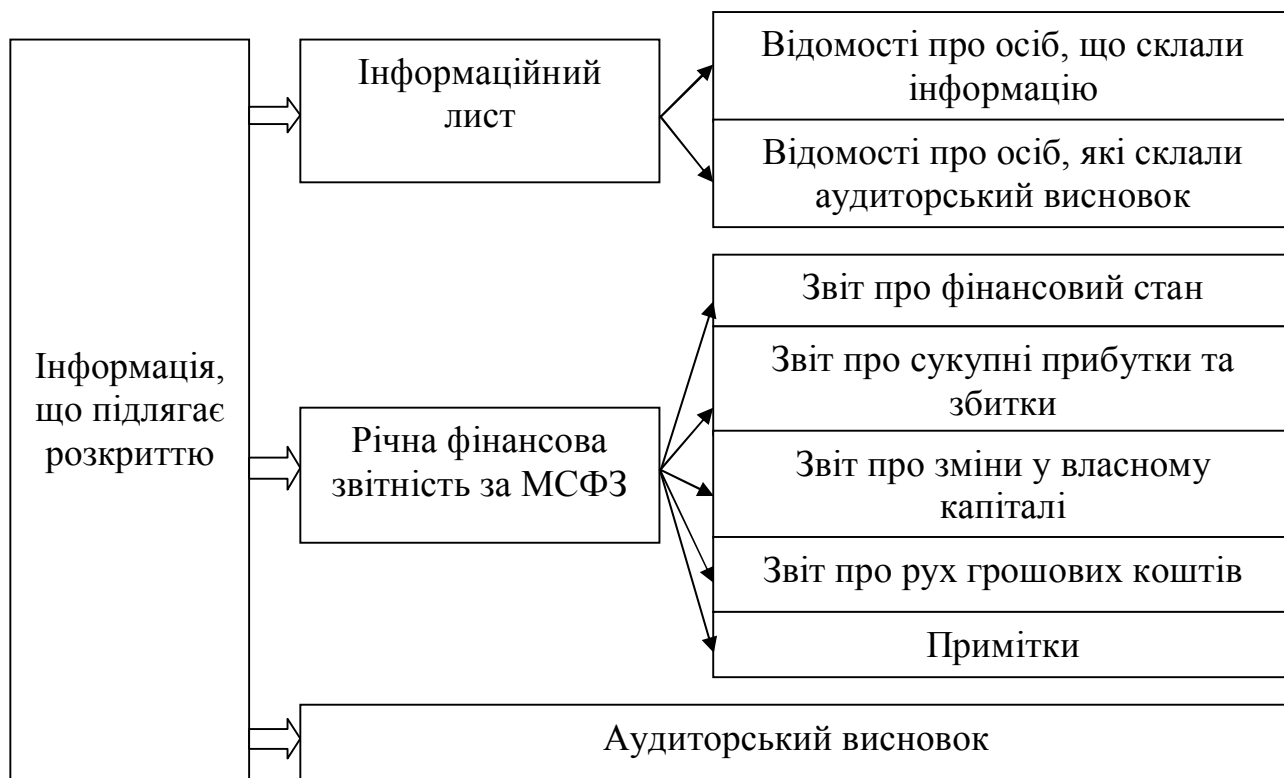 Інформація,
що підлягає
розкриттю
Інформаційний
лист
Відомості про осіб, що склали
інформацію
Відомості про осіб, які склали
аудиторський висновок
Річна фінансова
звітність за МСФЗ
Звіт про фінансовий стан
Звіт про сукупні прибутки та
збитки
Звіт про зміни у власному
капіталі
Звіт про рух грошових коштів
Примітки
Аудиторський висновок